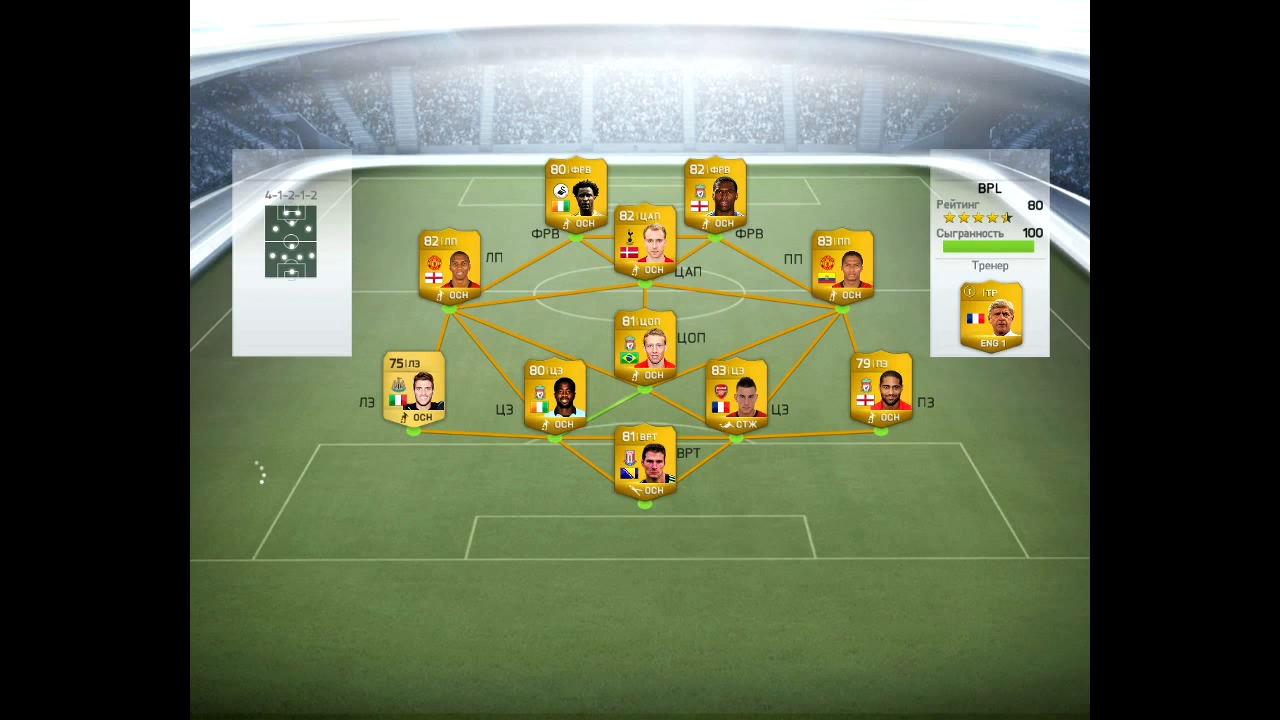 4-1-2-1-2
BPL
Рейтинг 80
Сыгранность 100
Тренер
ITP
ENG 1
80 ФРВ
ОСН
ФРВ
82 ФРВ
ОСН
ФРВ
82 ЦАП
ОСН
ЦАП
82 ЛП
ОСН
ЛП
83 ПП
ОСН
ПП
81 ЦОП
ОСН
ЦОП
75 ЛЗ
ОСН
ЛЗ
80 ЦЗ
ОСН
ЦЗ
83 ЦЗ
СТЖ
ЦЗ
79 ПЗ
ОСН
ПЗ
81 ВРТ
ОСН
ВРТ